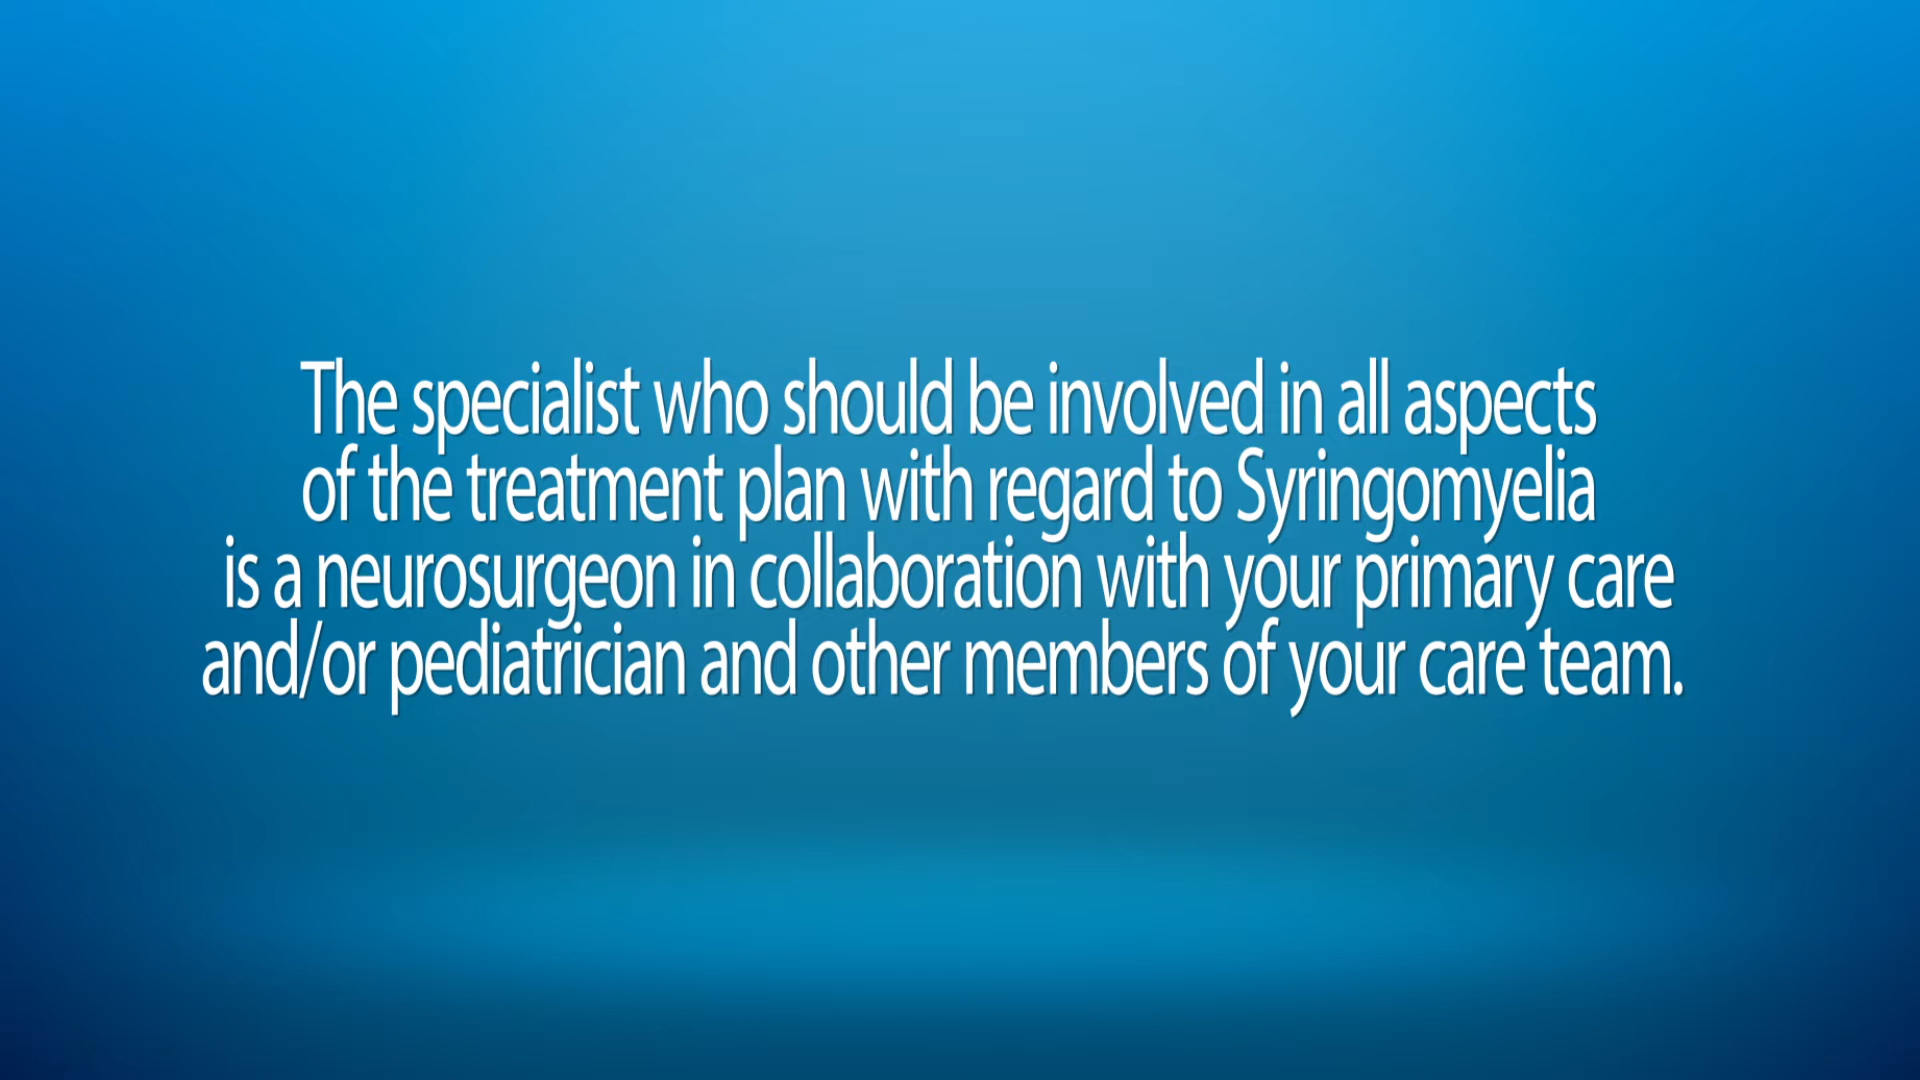 The specialist who should be involved in all aspects
of the treatment plan with regard to Syringomyelia
is a neurosurgeon in collaboration with your primary care
and/or pediatrician and other members of your care team.